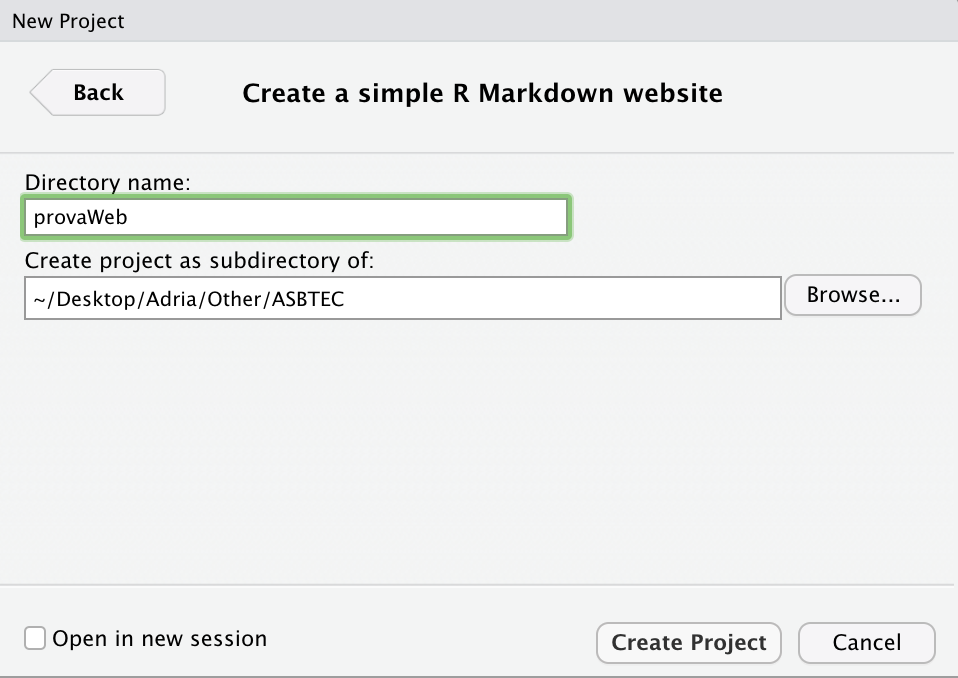 New Project
Back
Create a simple R Markdown website
Directory name:
provaWeb
Create project as subdirectory of:
~/Desktop/Adria/Other/ASBTEC
Browse...
Open in new session
Create Project
Cancel